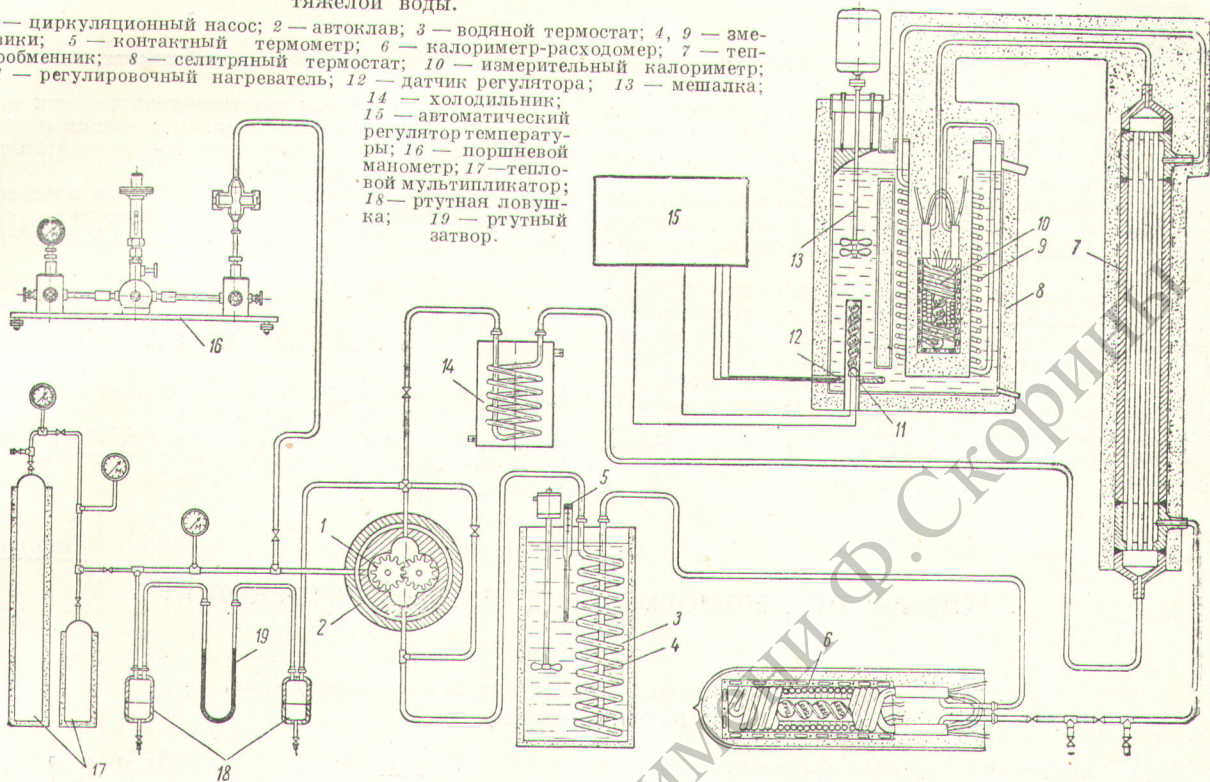 тяжелой воды.
— циркуляционный насос; 2 — автоклав; 3 — водяной термостат; 4, 9 — зме-
вики; 5 — контактный термометр; 6 — калориметр-расходомер; 7 — теп-
ообменник; 8 — селитряный термостат; 10 — измерительный калориметр;
— регулировочный нагреватель; 12 — датчик регулятора; 13 — мешалка;
14 — холодильник;
15 — автоматический
регулятор температу-
ры; 16 — поршневой
манометр; 17 — тепло-
вой мультипликатор;
18 — ртутная ловуш-
ка; 19 — ртутный
затвор.
15
13
10
9
8
7
12
11
16
14
5
1
2
19
3
4
6
18
М
М
М
имени Ф.Скорины